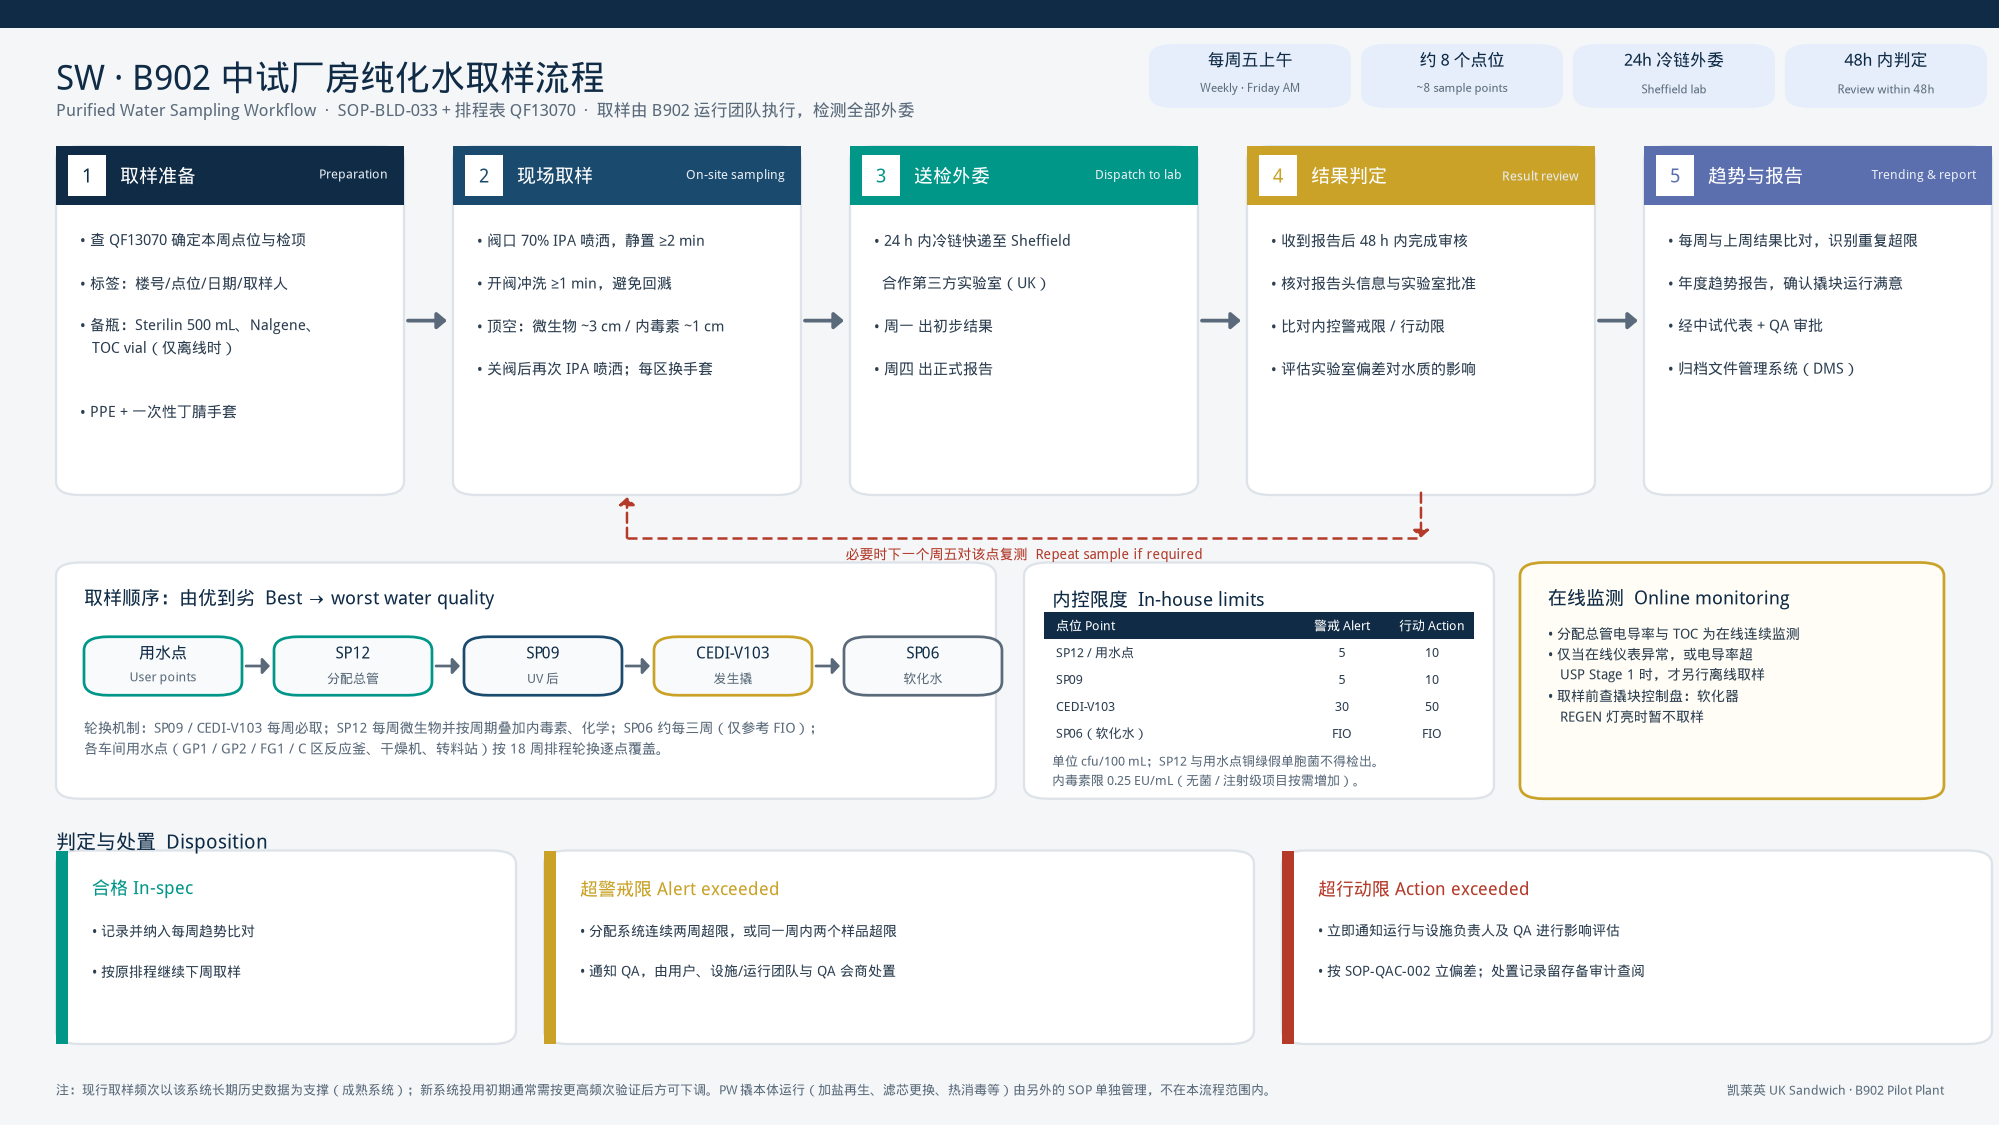 SW · B902 中试厂房纯化水取样流程
Purified Water Sampling Workflow · SOP-BLD-033 + 排程表 QF13070 · 取样由 B902 运行团队执行，检测全部外委
每周五上午
Weekly · Friday AM
约 8 个点位
~8 sample points
24h 冷链外委
Sheffield lab
48h 内判定
Review within 48h
1 取样准备 Preparation
• 查 QF13070 确定本周点位与检项
• 标签：楼号/点位/日期/取样人
• 备瓶：Sterilin 500 mL、Nalgene、
TOC vial（仅离线时）
• PPE + 一次性丁腈手套
2 现场取样 On-site sampling
• 阀口 70% IPA 喷洒，静置 ≥2 min
• 开阀冲洗 ≥1 min，避免回溅
• 顶空：微生物 ~3 cm / 内毒素 ~1 cm
• 关阀后再次 IPA 喷洒；每区换手套
3 送检外委 Dispatch to lab
• 24 h 内冷链快递至 Sheffield
合作第三方实验室（UK）
• 周一 出初步结果
• 周四 出正式报告
4 结果判定 Result review
• 收到报告后 48 h 内完成审核
• 核对报告头信息与实验室批准
• 比对内控警戒限 / 行动限
• 评估实验室偏差对水质的影响
5 趋势与报告 Trending & report
• 每周与上周结果比对，识别重复超限
• 年度趋势报告，确认撬块运行满意
• 经中试代表 + QA 审批
• 归档文件管理系统（DMS）
必要时下一个周五对该点复测 Repeat sample if required
取样顺序：由优到劣 Best → worst water quality
用水点
User points
SP12
分配总管
SP09
UV 后
CEDI-V103
发生撬
SP06
软化水
轮换机制：SP09 / CEDI-V103 每周必取；SP12 每周微生物并按周期叠加内毒素、化学；SP06 约每三周（仅参考 FIO）；
各车间用水点（GP1 / GP2 / FG1 / C 区反应釜、干燥机、转料站）按 18 周排程轮换逐点覆盖。
内控限度 In-house limits
点位 Point 警戒 Alert 行动 Action
SP12 / 用水点 5 10
SP09 5 10
CEDI-V103 30 50
SP06（软化水） FIO FIO
单位 cfu/100 mL；SP12 与用水点铜绿假单胞菌不得检出。
内毒素限 0.25 EU/mL（无菌 / 注射级项目按需增加）。
在线监测 Online monitoring
• 分配总管电导率与 TOC 为在线连续监测
• 仅当在线仪表异常，或电导率超
USP Stage 1 时，才另行离线取样
• 取样前查撬块控制盘：软化器
REGEN 灯亮时暂不取样
判定与处置 Disposition
合格 In-spec
• 记录并纳入每周趋势比对
• 按原排程继续下周取样
超警戒限 Alert exceeded
• 分配系统连续两周超限，或同一周内两个样品超限
• 通知 QA，由用户、设施/运行团队与 QA 会商处置
超行动限 Action exceeded
• 立即通知运行与设施负责人及 QA 进行影响评估
• 按 SOP-QAC-002 立偏差；处置记录留存备审计查阅
注：现行取样频次以该系统长期历史数据为支撑（成熟系统）；新系统投用初期通常需按更高频次验证后方可下调。PW 撬本体运行（加盐再生、滤芯更换、热消毒等）由另外的 SOP 单独管理，不在本流程范围内。
凯莱英 UK Sandwich · B902 Pilot Plant